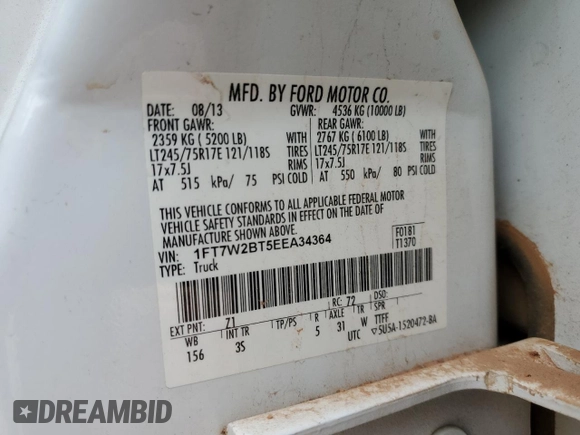 MFD. BY FORD MOTOR CO.
DATE: 08/13 GVWR: 4536 KG (10000 LB)
FRONT GAWR: REAR GAWR:
2359 KG ( 5200 LB) WITH 2767 KG ( 6100 LB) WITH
LT245/75R17E 121/118S TIRES LT245/75R17E 121/118S TIRES
17x7.5J RIMS 17x7.5J RIMS
AT 515 kPa/ 75 PSI COLD AT 550 kPa/ 80 PSI COLD
THIS VEHICLE CONFORMS TO ALL APPLICABLE FEDERAL MOTOR
VEHICLE SAFETY STANDARDS IN EFFECT ON THE DATE OF
MANUFACTURE SHOWN ABOVE.
VIN: 1FT7W2BT5EEA34364 F0181
TYPE: Truck T1370
EXT PNT: Z1 RC: 72 DSO:
WB INT TR TP/PS R AXLE TR SPR
156 3S 5 31 W TTFF
UTC ▽5U5A-1520472-BA
DREAMBID